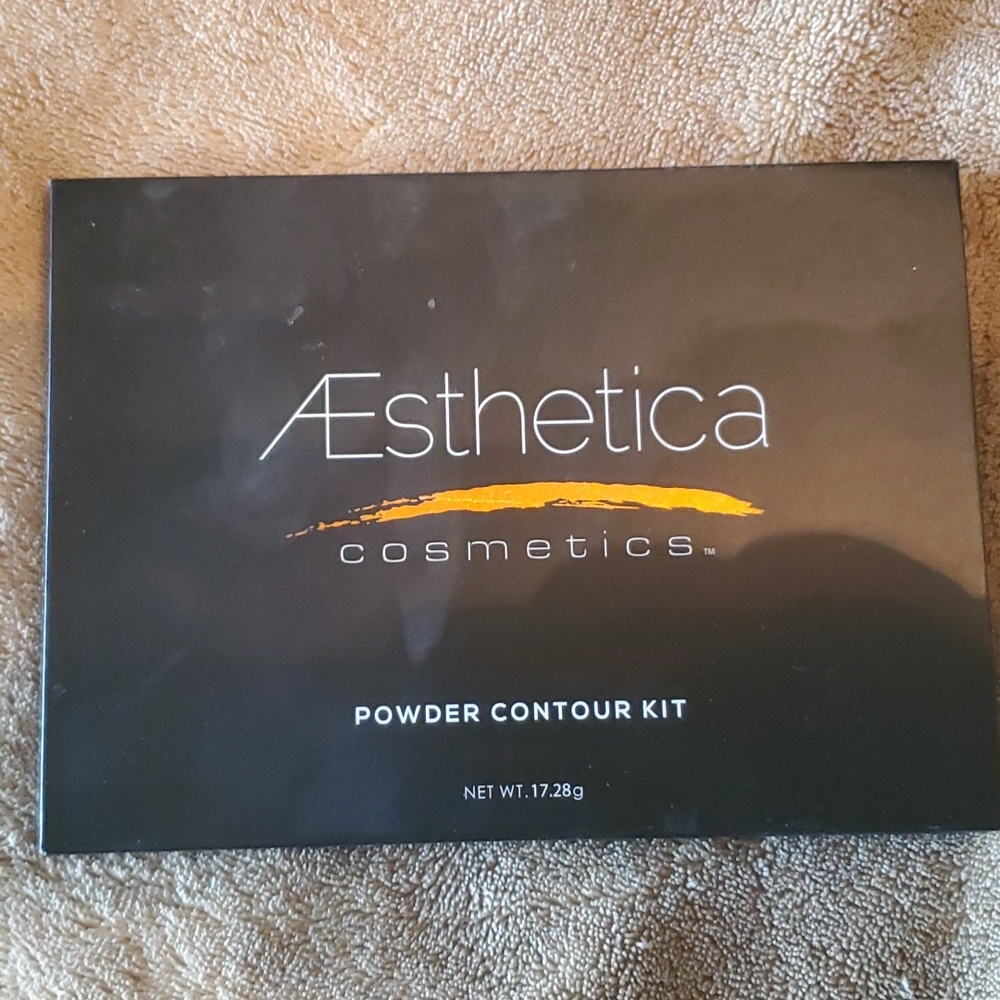 Æsthetica
cosmetics™
POWDER CONTOUR KIT
NET WT. 17.28g